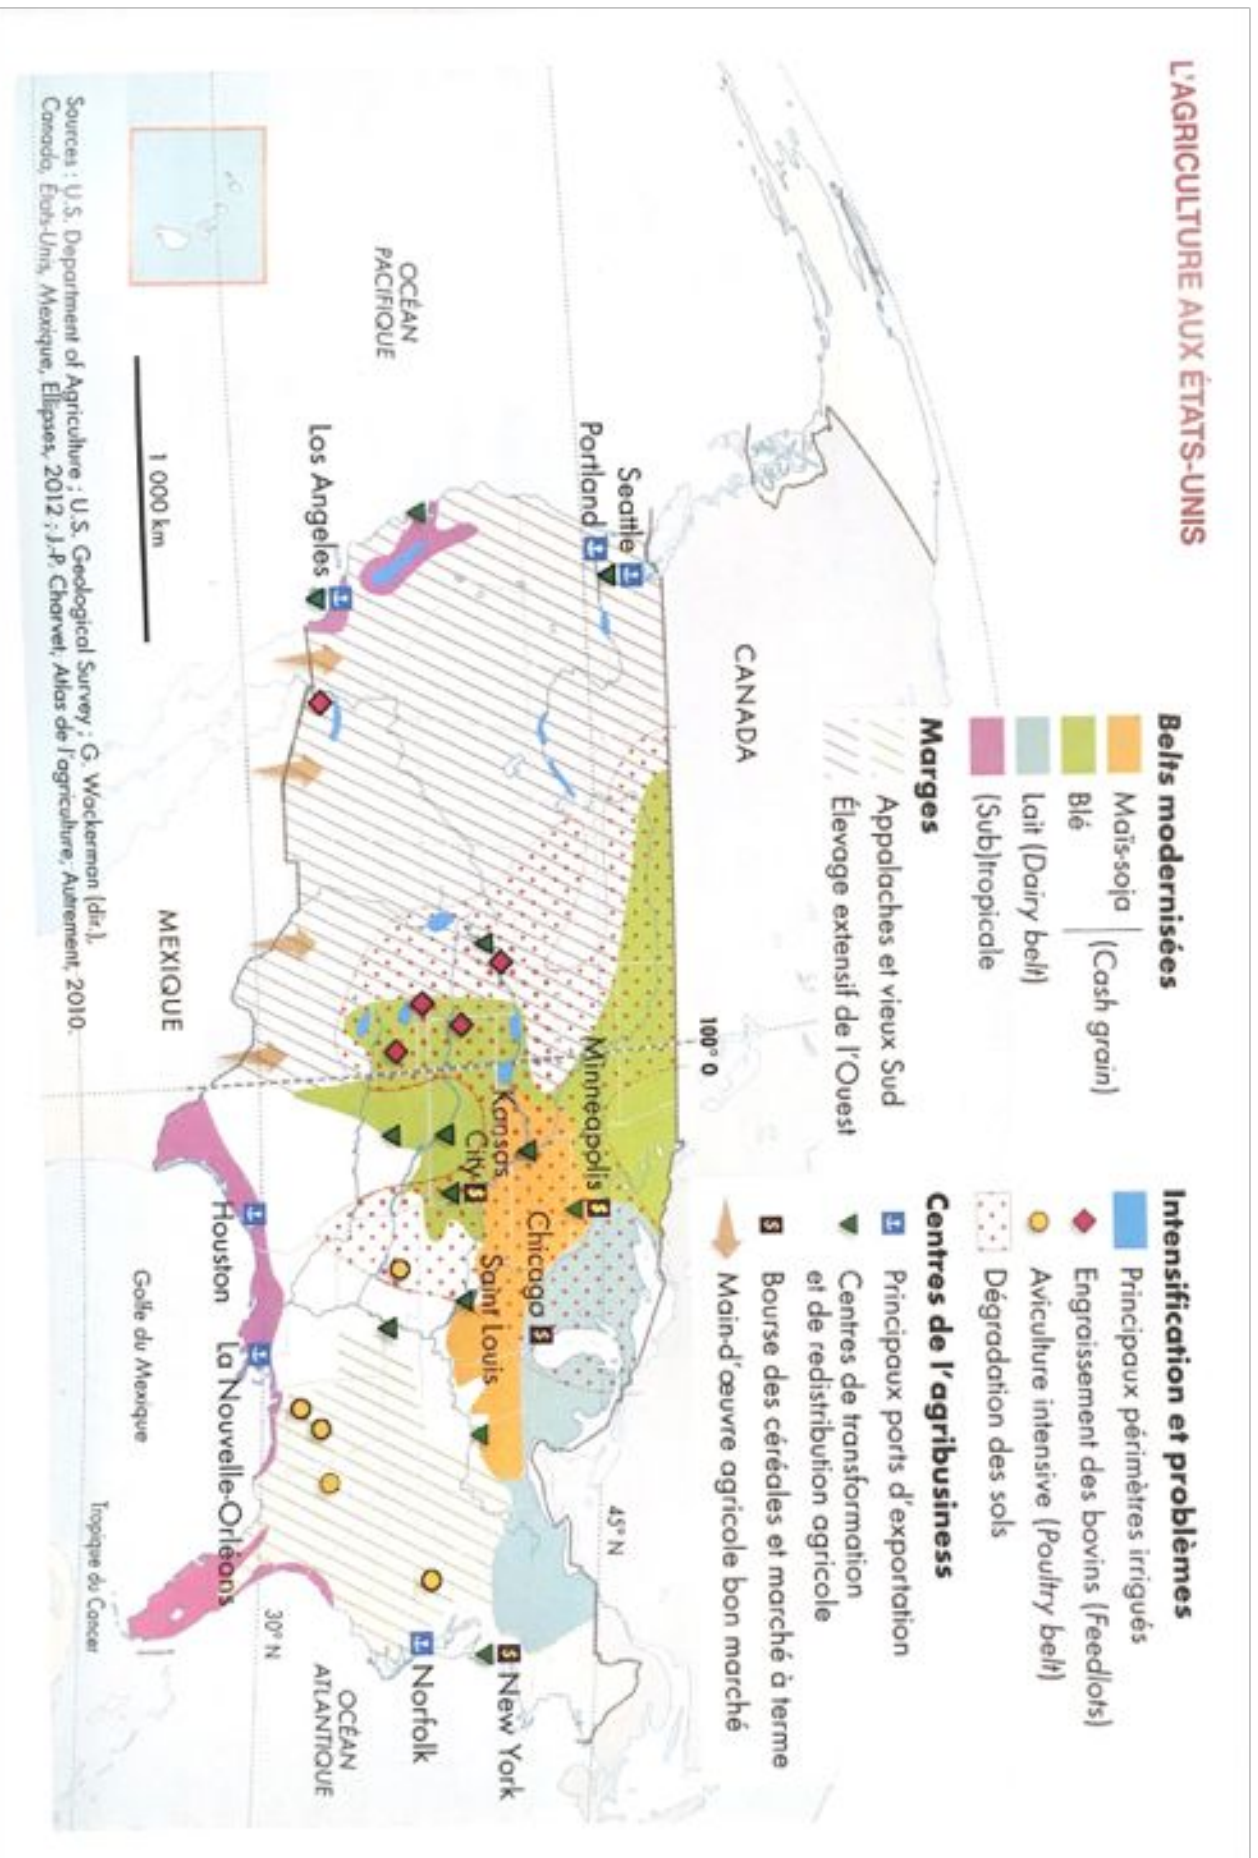 L'AGRICULTURE AUX ÉTATS-UNIS
Belts modernisées
Maïs-soja
Blé
(Cash grain)
Lait (Dairy belt)
(Sub)tropicale
Marges
Appalaches et vieux Sud
Élevage extensif de l'Ouest
Intensification et problèmes
Principaux périmètres irrigués
Engraissement des bovins (Feedlots)
Aviculture intensive (Poultry belt)
Dégradation des sols
Centres de l'agribusiness
Principaux ports d'exportation
Centres de transformation
et de redistribution agricole
Bourse des céréales et marché à terme
Main-d'œuvre agricole bon marché
CANADA
100° O
45° N
Seattle
Portland
Minneapolis
Chicago
New York
Kansas
City
Saint Louis
Norfolk
OCÉAN
PACIFIQUE
Los Angeles
OCÉAN
ATLANTIQUE
30° N
Houston
La Nouvelle-Orléans
MEXIQUE
Golfe du Mexique
Tropique du Cancer
1 000 km
Sources : U.S. Department of Agriculture ; U.S. Geological Survey ; G. Wackerman (dir.),
Canada, États-Unis, Mexique, Ellipses, 2012 ; J.-P. Charvet, Atlas de l'agriculture, Autrement, 2010.